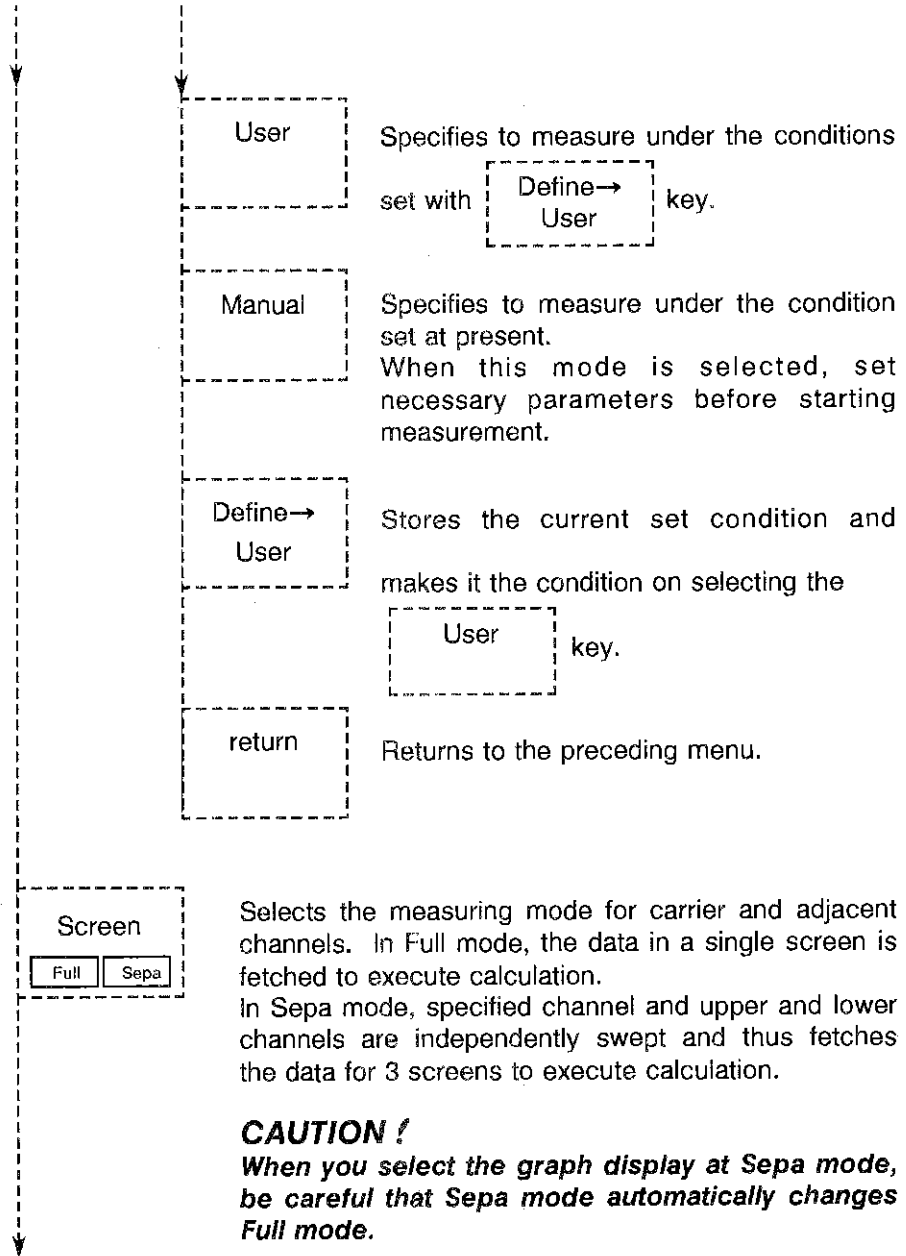 User
Specifies to measure under the conditions
set with Define→ User key.
Manual
Specifies to measure under the condition
set at present.
When this mode is selected, set
necessary parameters before starting
measurement.
Define→
User
Stores the current set condition and
makes it the condition on selecting the
User key.
return
Returns to the preceding menu.
Screen
Full Sepa
Selects the measuring mode for carrier and adjacent
channels. In Full mode, the data in a single screen is
fetched to execute calculation.
In Sepa mode, specified channel and upper and lower
channels are independently swept and thus fetches
the data for 3 screens to execute calculation.
CAUTION !
When you select the graph display at Sepa mode,
be careful that Sepa mode automatically changes
Full mode.